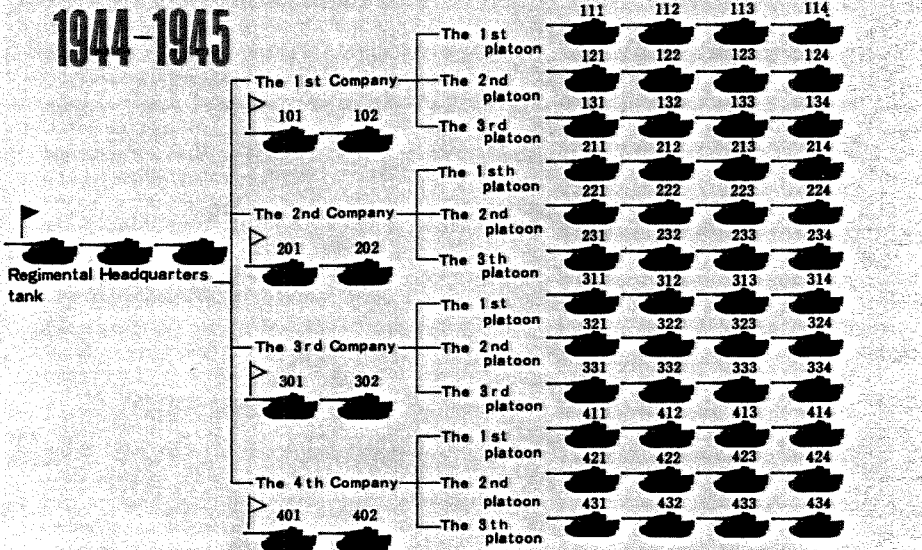 1944-1945
Regimental Headquarters
tank
The 1st Company
101 102
The 1st
platoon
111 112 113 114
The 2nd
platoon
121 122 123 124
The 3rd
platoon
131 132 133 134
The 2nd Company
201 202
The 1sth
platoon
211 212 213 214
The 2nd
platoon
221 222 223 224
The 3th
platoon
231 232 233 234
The 3rd Company
301 302
The 1st
platoon
311 312 313 314
The 2nd
platoon
321 322 323 324
The 3rd
platoon
331 332 333 334
The 4th Company
401 402
The 1st
platoon
411 412 413 414
The 2nd
platoon
421 422 423 424
The 3th
platoon
431 432 433 434